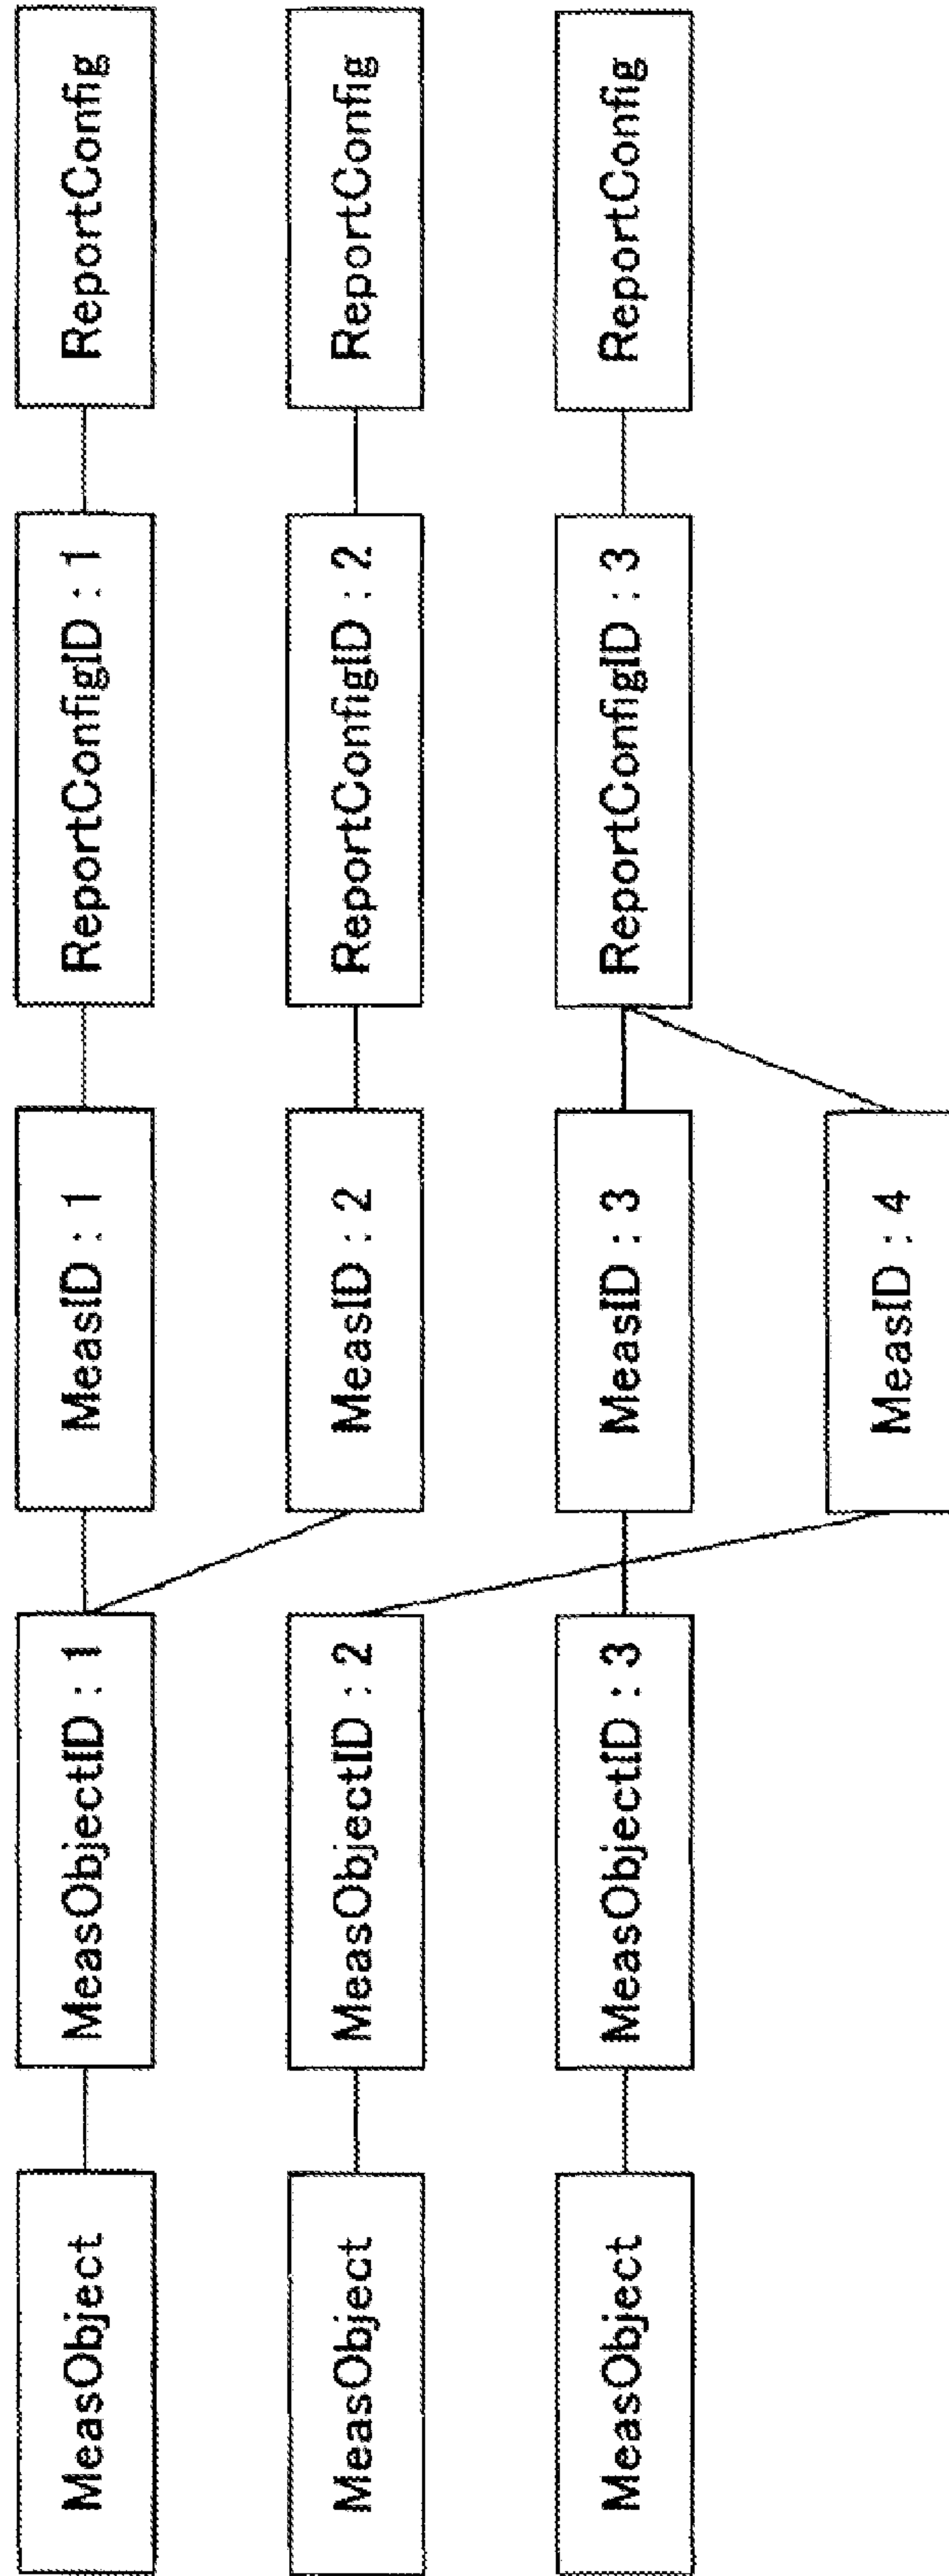 MeasObject
MeasObjectID : 1
MeasID : 1
ReportConfigID : 1
ReportConfig
MeasObject
MeasObjectID : 2
MeasID : 2
ReportConfigID : 2
ReportConfig
MeasObject
MeasObjectID : 3
MeasID : 3
ReportConfigID : 3
ReportConfig
MeasID : 4